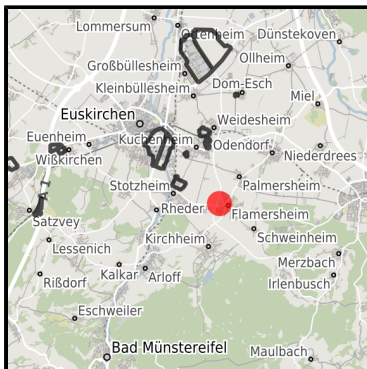 Lommersum
Ottenheim
Dünstekoven
Ollheim
Großbüllesheim
Kleinbüllesheim
Dom-Esch
Miel
Euskirchen
Weidesheim
Kuchenheim
Euenheim
Odendorf
Niederdrees
Wißkirchen
Palmersheim
Stotzheim
Rheder
Flamersheim
Satzvey
Schweinheim
Kirchheim
Lessenich
Merzbach
Kalkar
Arloff
Rißdorf
Irlenbusch
Eschweiler
Bad Münstereifel
Maulbach